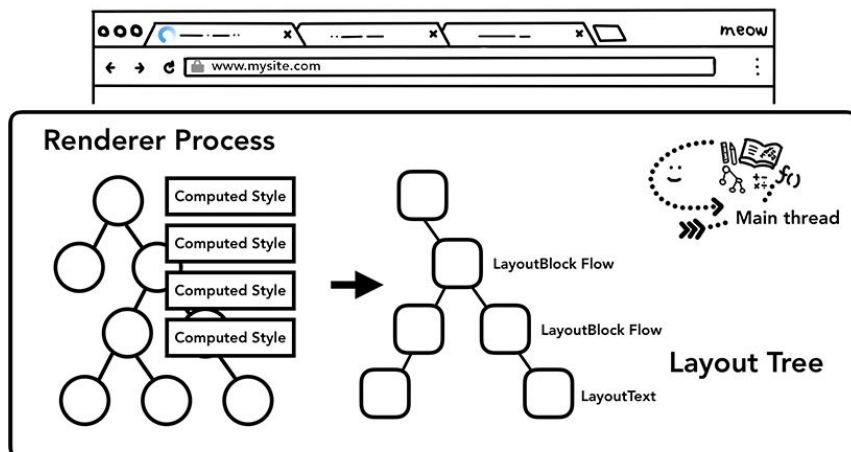 meow
www.mysite.com
Renderer Process
Computed Style
Computed Style
Computed Style
Computed Style
LayoutBlock Flow
LayoutBlock Flow
LayoutText
Layout Tree
+-
×÷
f()
Main thread